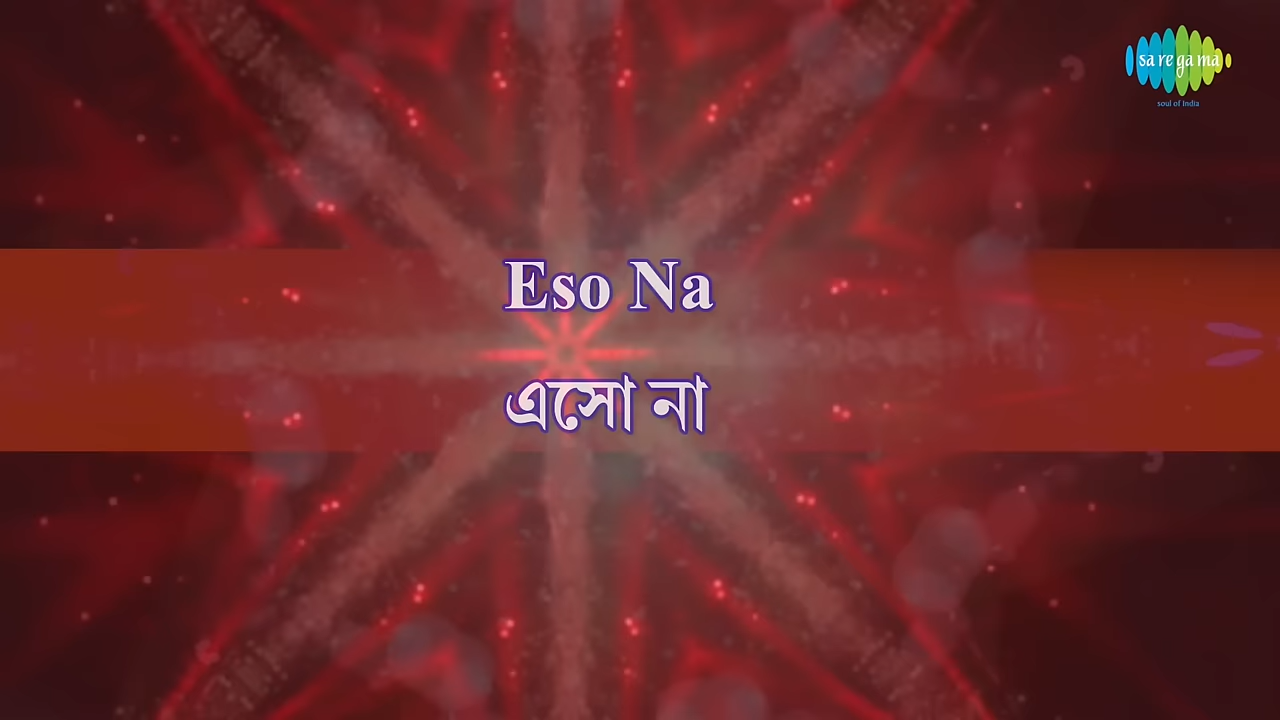 sa re ga ma
soul of India
Eso Na
এসো না